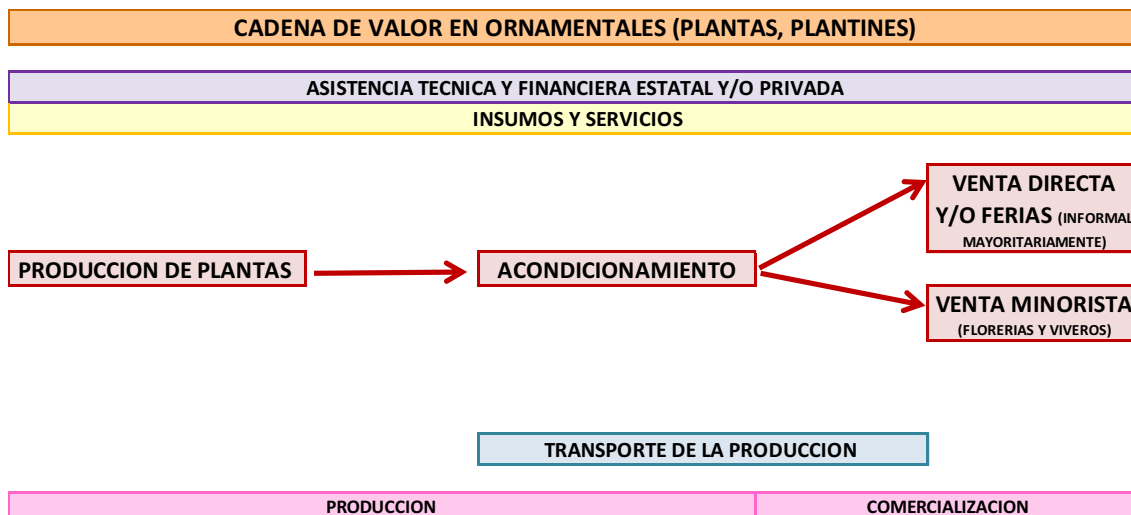 CADENA DE VALOR EN ORNAMENTALES (PLANTAS, PLANTINES)
ASISTENCIA TECNICA Y FINANCIERA ESTATAL Y/O PRIVADA
INSUMOS Y SERVICIOS
VENTA DIRECTA
Y/O FERIAS (INFORMAL
MAYORITARIAMENTE)
PRODUCCION DE PLANTAS
ACONDICIONAMIENTO
VENTA MINORISTA
(FLORERIAS Y VIVEROS)
TRANSPORTE DE LA PRODUCCION
PRODUCCION
COMERCIALIZACION